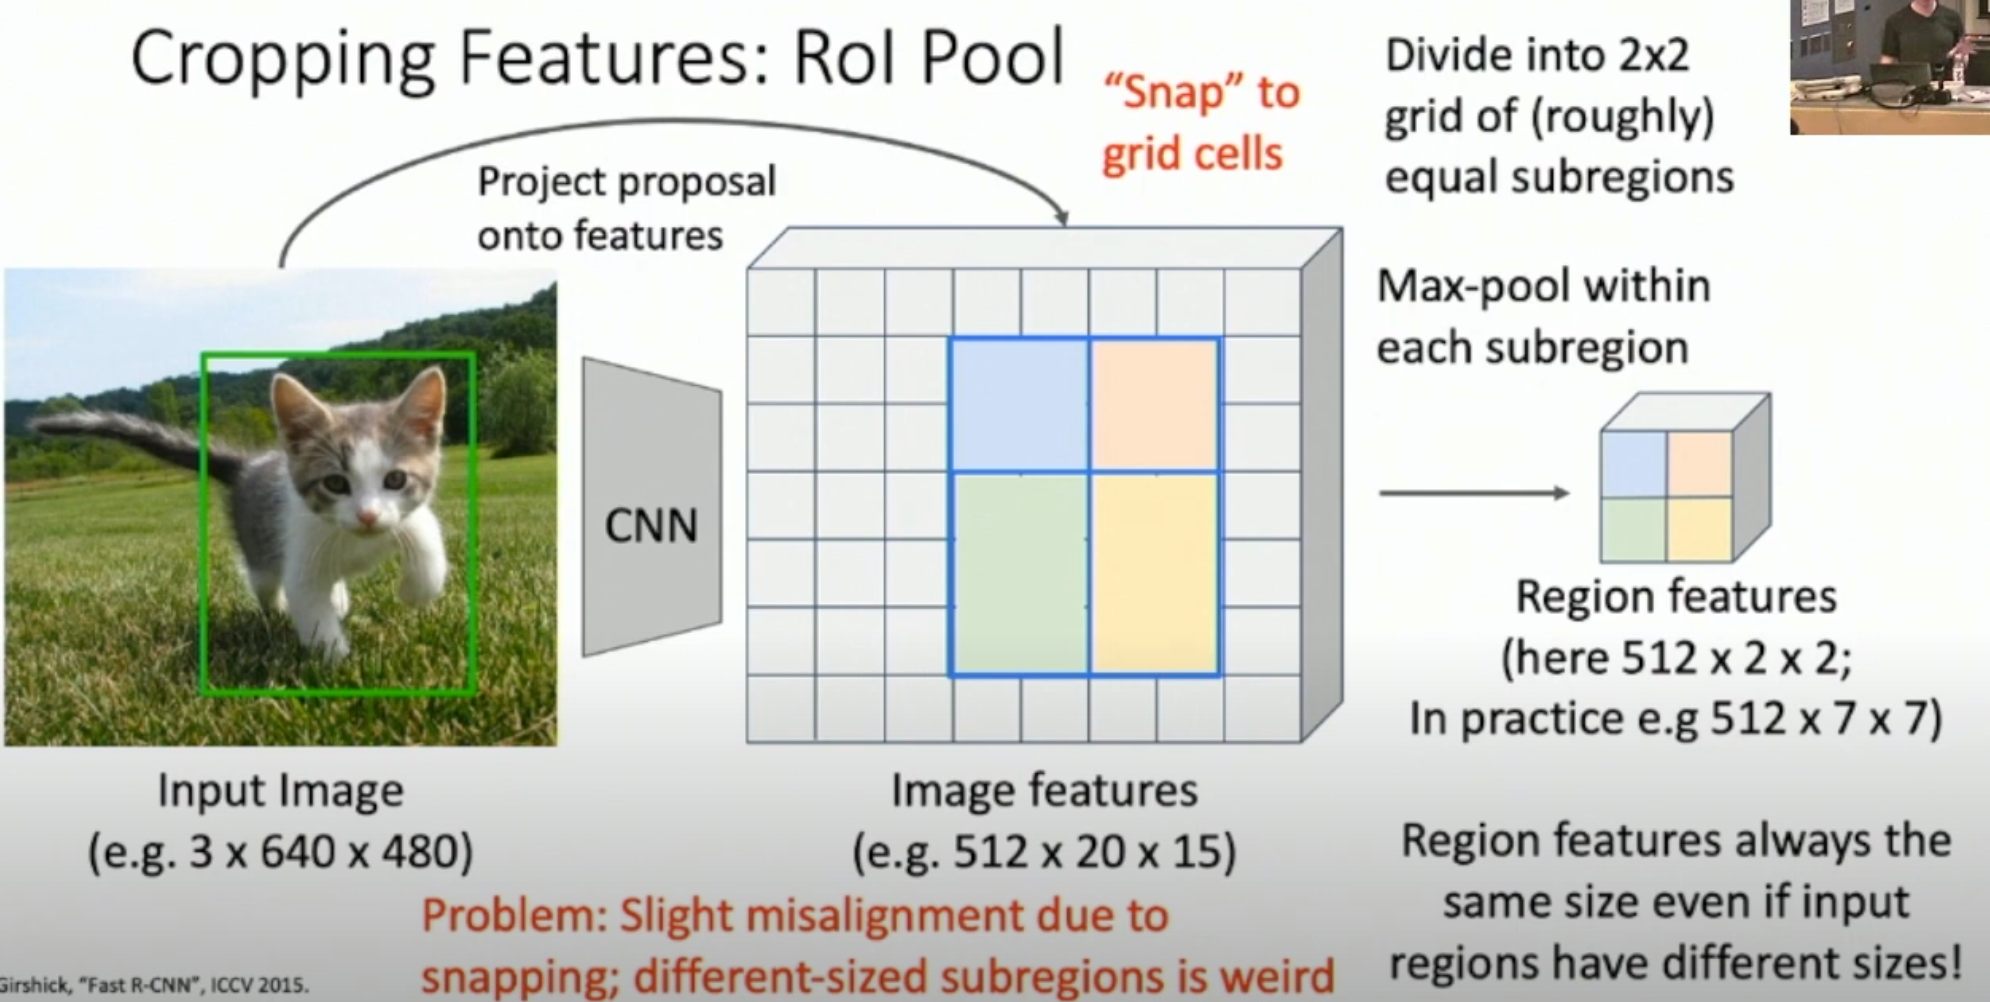 Cropping Features: RoI Pool
"Snap" to
grid cells
Divide into 2x2
grid of (roughly)
equal subregions
Project proposal
onto features
Max-pool within
each subregion
CNN
Region features
(here 512 x 2 x 2;
In practice e.g 512 x 7 x 7)
Input Image
(e.g. 3 x 640 x 480)
Image features
(e.g. 512 x 20 x 15)
Region features always the
same size even if input
regions have different sizes!
Problem: Slight misalignment due to
snapping; different-sized subregions is weird
Girshick, "Fast R-CNN", ICCV 2015.